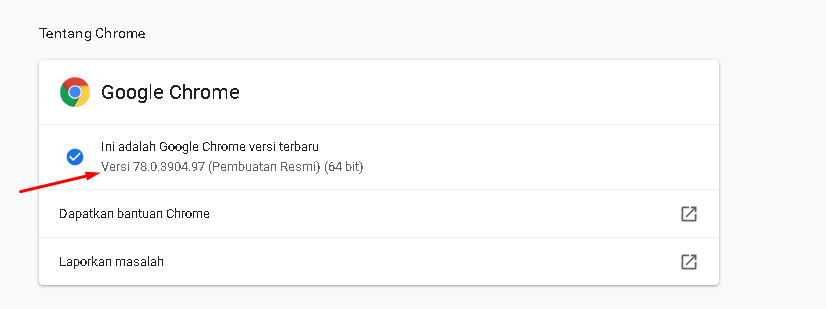 Tentang Chrome
Google Chrome
Ini adalah Google Chrome versi terbaru
Versi 78.0.3904.97 (Pembuatan Resmi) (64 bit)
Dapatkan bantuan Chrome
Laporkan masalah